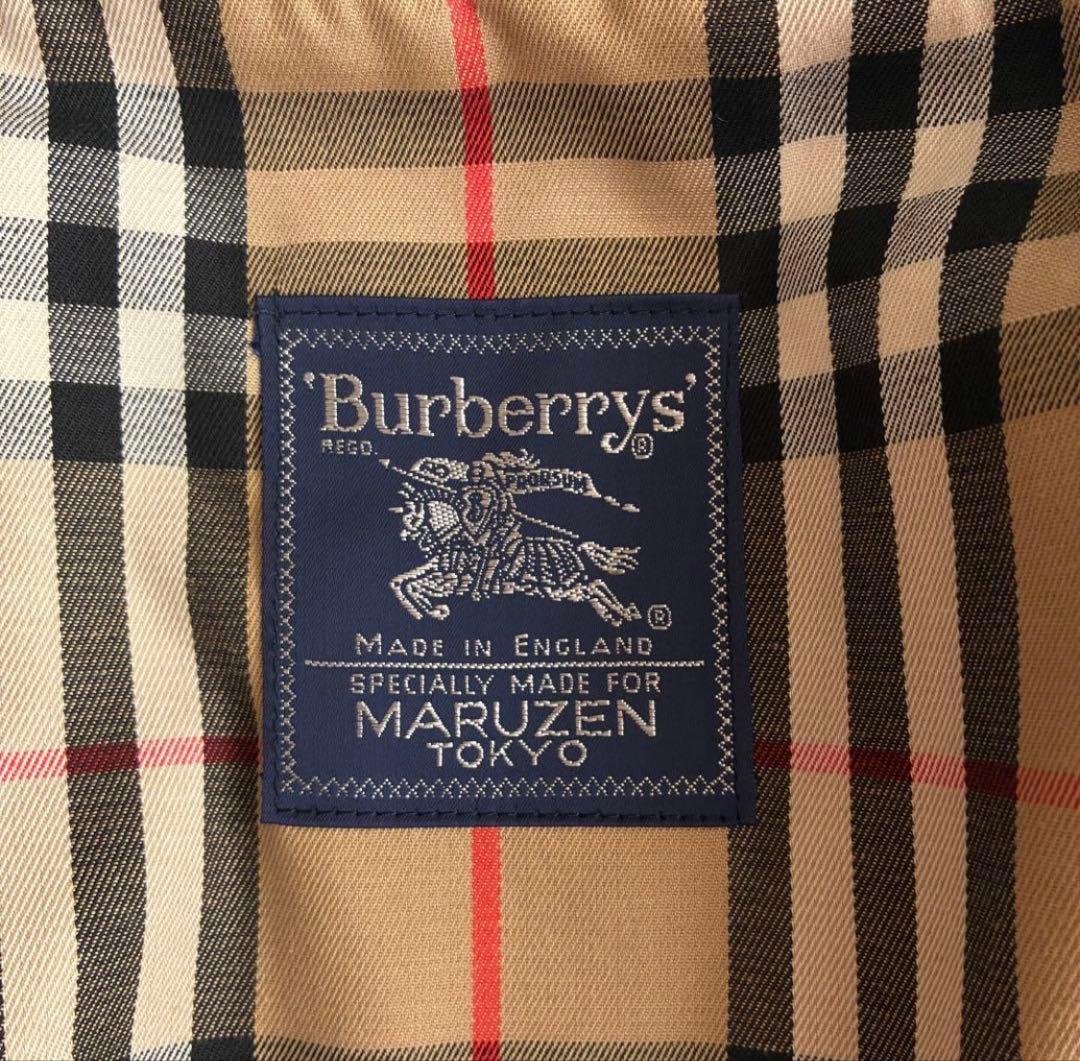 'Burberrys'
REGD. ®
PRORSUM
®
MADE IN ENGLAND
SPECIALLY MADE FOR
MARUZEN
TOKYO